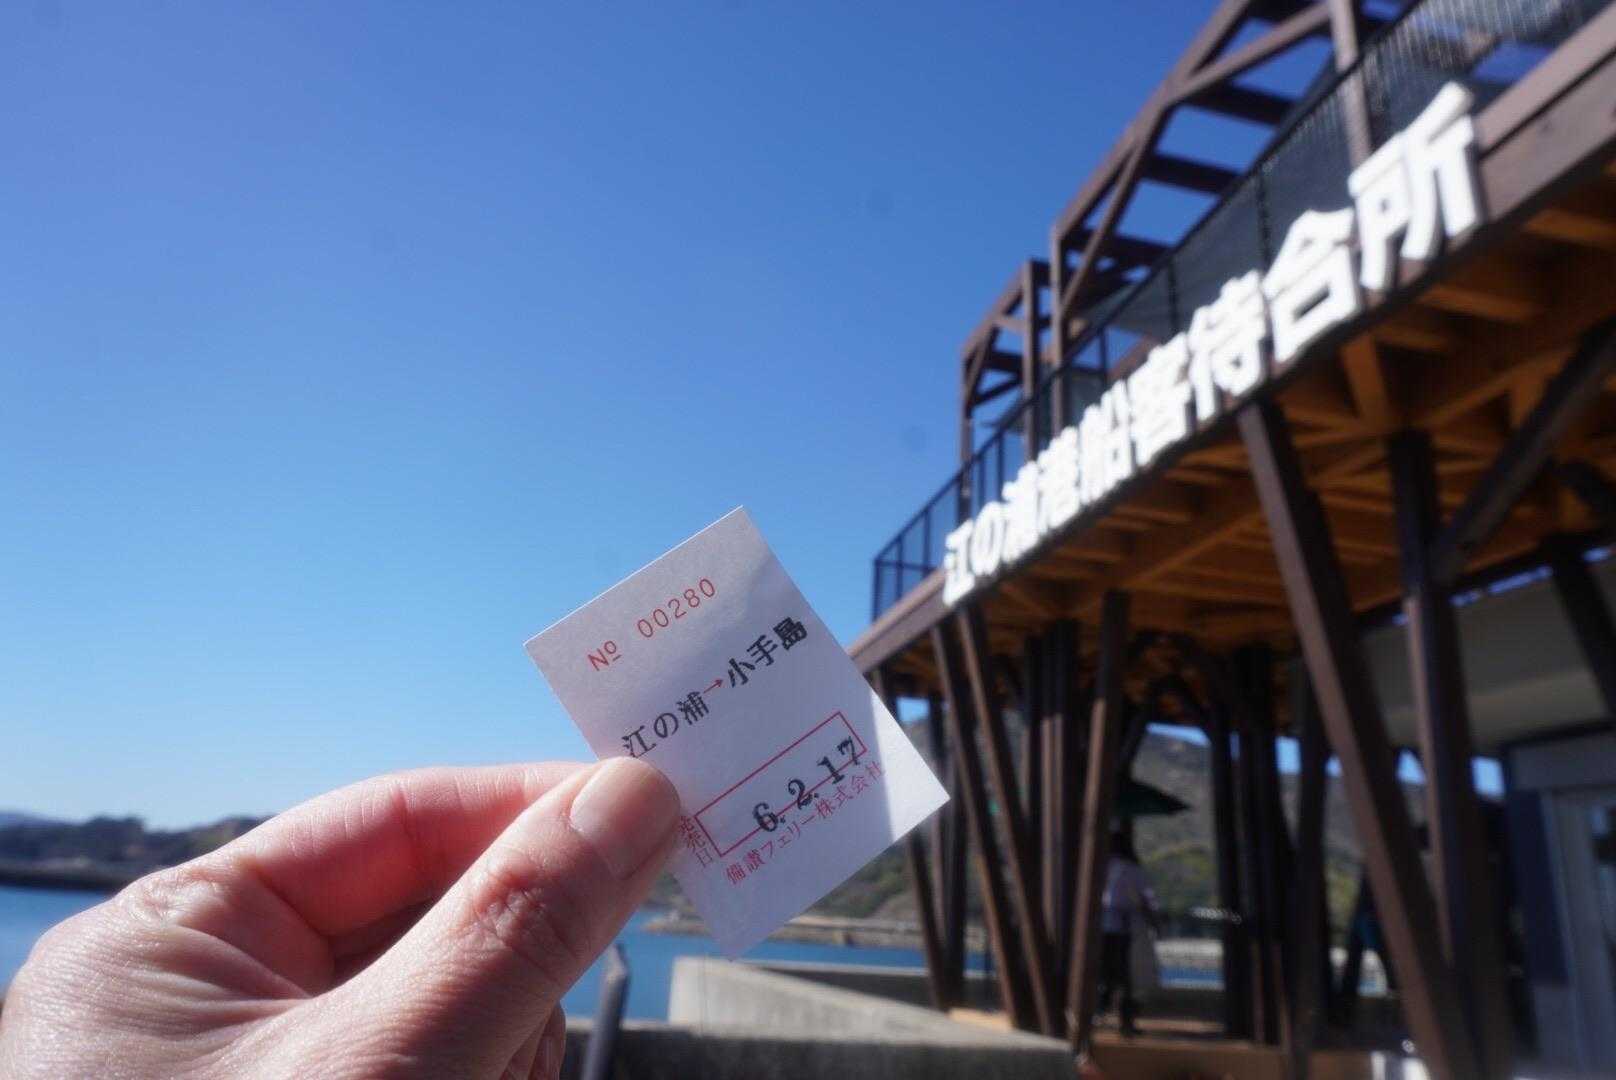 江の浦港船客待合所
№ 00280
江の浦→小手島
6.2.17
発売日
備讃フェリー株式会社